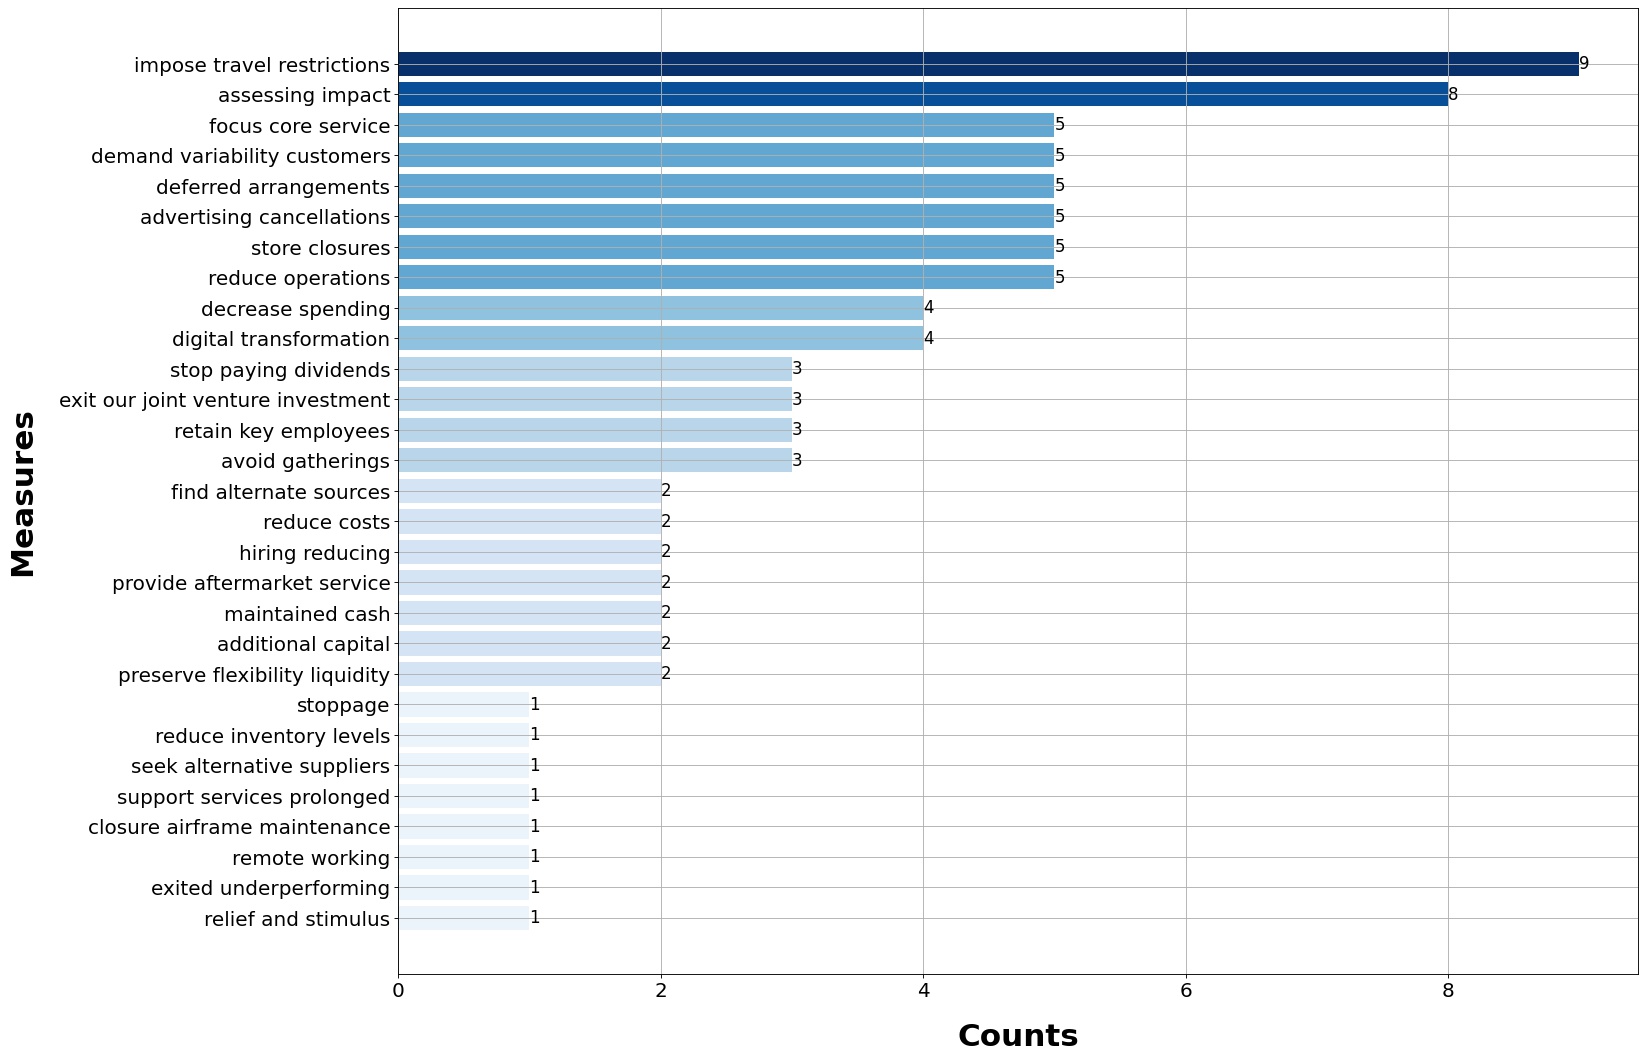 impose travel restrictions 9
assessing impact 8
focus core service 5
demand variability customers 5
deferred arrangements 5
advertising cancellations 5
store closures 5
reduce operations 5
decrease spending 4
digital transformation 4
stop paying dividends 3
exit our joint venture investment 3
retain key employees 3
avoid gatherings 3
find alternate sources 2
reduce costs 2
hiring reducing 2
provide aftermarket service 2
maintained cash 2
additional capital 2
preserve flexibility liquidity 2
stoppage 1
reduce inventory levels 1
seek alternative suppliers 1
support services prolonged 1
closure airframe maintenance 1
remote working 1
exited underperforming 1
relief and stimulus 1
0 2 4 6 8
Counts
Measures